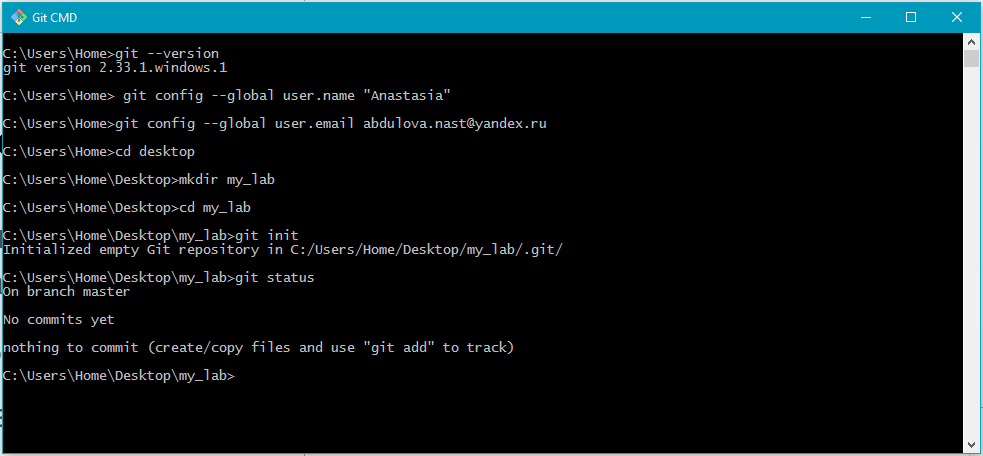 Git CMD
C:\Users\Home>git --version
git version 2.33.1.windows.1
C:\Users\Home> git config --global user.name "Anastasia"
C:\Users\Home>git config --global user.email abdulova.nast@yandex.ru
C:\Users\Home>cd desktop
C:\Users\Home\Desktop>mkdir my_lab
C:\Users\Home\Desktop>cd my_lab
C:\Users\Home\Desktop\my_lab>git init
Initialized empty Git repository in C:/Users/Home/Desktop/my_lab/.git/
C:\Users\Home\Desktop\my_lab>git status
On branch master
No commits yet
nothing to commit (create/copy files and use "git add" to track)
C:\Users\Home\Desktop\my_lab>